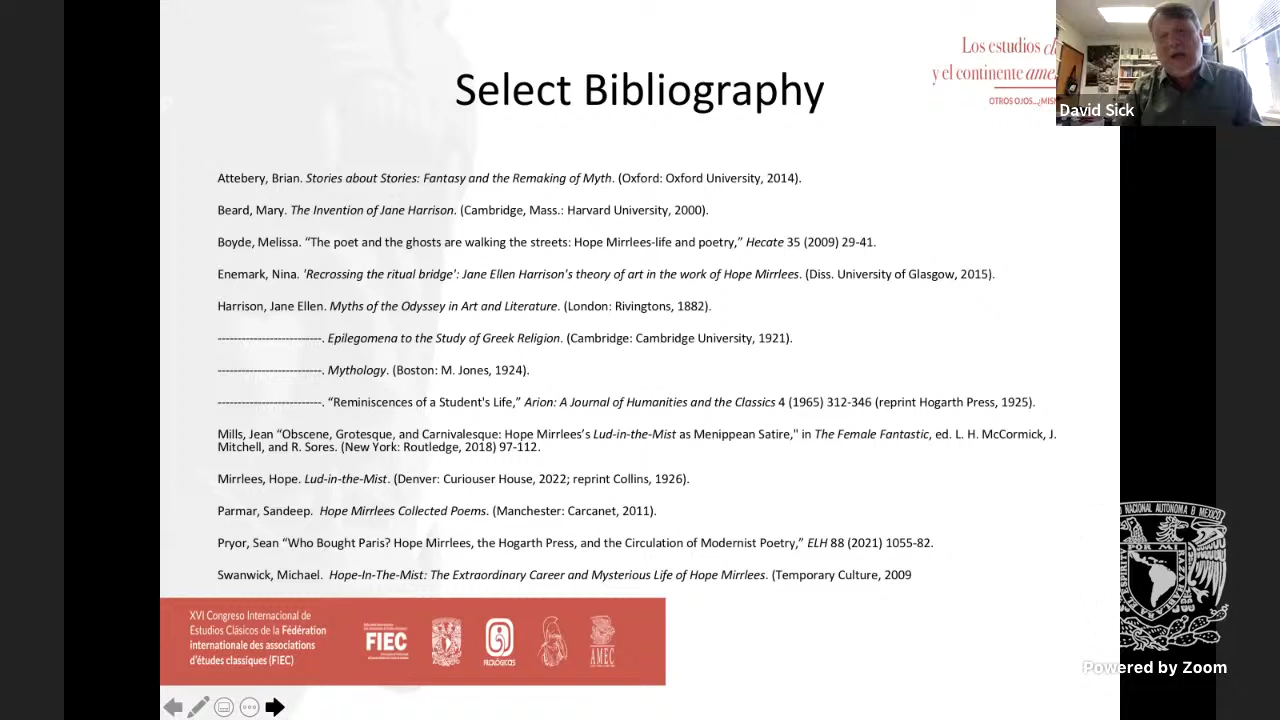 Los estudios
y el continente
OTROS OJOS...
David Sick
Select Bibliography
Attebery, Brian. Stories about Stories: Fantasy and the Remaking of Myth. (Oxford: Oxford University, 2014).
Beard, Mary. The Invention of Jane Harrison. (Cambridge, Mass.: Harvard University, 2000).
Boyde, Melissa. “The poet and the ghosts are walking the streets: Hope Mirrlees-life and poetry,” Hecate 35 (2009) 29-41.
Enemark, Nina. 'Recrossing the ritual bridge': Jane Ellen Harrison's theory of art in the work of Hope Mirrlees. (Diss. University of Glasgow, 2015).
Harrison, Jane Ellen. Myths of the Odyssey in Art and Literature. (London: Rivingtons, 1882).
--------------------------. Epilegomena to the Study of Greek Religion. (Cambridge: Cambridge University, 1921).
--------------------------. Mythology. (Boston: M. Jones, 1924).
--------------------------. “Reminiscences of a Student's Life,” Arion: A Journal of Humanities and the Classics 4 (1965) 312-346 (reprint Hogarth Press, 1925).
Mills, Jean “Obscene, Grotesque, and Carnivalesque: Hope Mirrlees’s Lud-in-the-Mist as Menippean Satire," in The Female Fantastic, ed. L. H. McCormick, J.
Mitchell, and R. Sores. (New York: Routledge, 2018) 97-112.
Mirrlees, Hope. Lud-in-the-Mist. (Denver: Curiouser House, 2022; reprint Collins, 1926).
Parmar, Sandeep. Hope Mirrlees Collected Poems. (Manchester: Carcanet, 2011).
Pryor, Sean “Who Bought Paris? Hope Mirrlees, the Hogarth Press, and the Circulation of Modernist Poetry,” ELH 88 (2021) 1055-82.
Swanwick, Michael. Hope-In-The-Mist: The Extraordinary Career and Mysterious Life of Hope Mirrlees. (Temporary Culture, 2009
XVI Congreso Internacional de
Estudios Clásicos de la Fédération
internationale des associations
d’études classiques (FIEC)
FIEC
FILOLÓGICAS
AMEC
Powered by Zoom